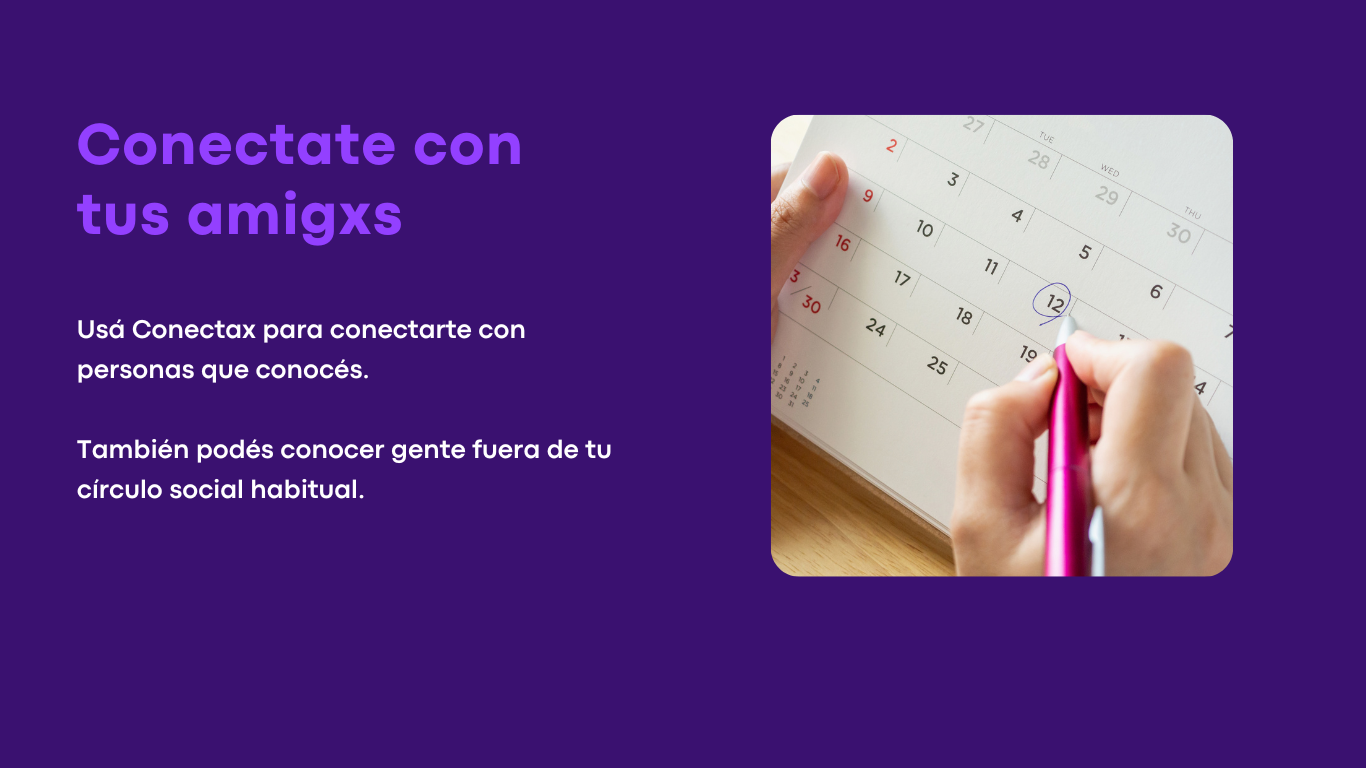 Conectate con
tus amigxs
Usá Conectax para conectarte con
personas que conocés.
También podés conocer gente fuera de tu
círculo social habitual.
27
TUE
28
WED
29
THU
30
2
3
4
5
6
7
9
10
11
12
16
17
18
19
3/30
24
25